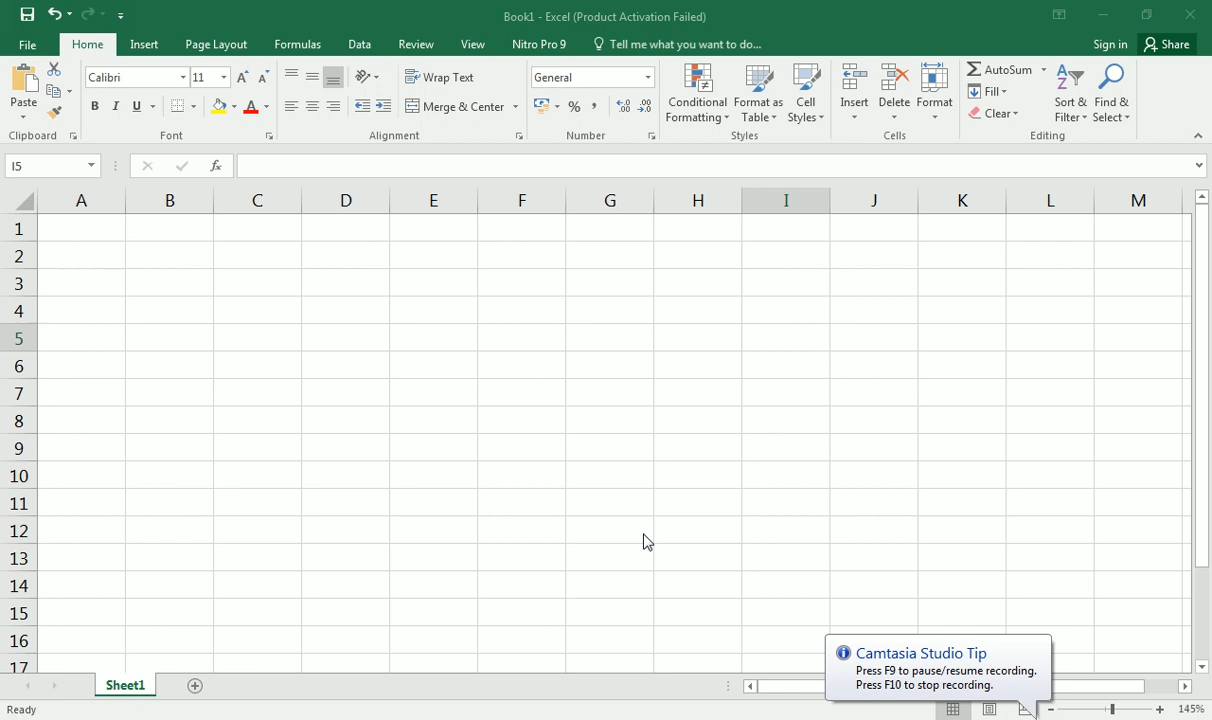 Book1 - Excel (Product Activation Failed)
File Home Insert Page Layout Formulas Data Review View Nitro Pro 9 Tell me what you want to do... Sign in Share
Calibri 11 Wrap Text General AutoSum
Fill
Paste B I U Merge & Center % , Conditional Formatting Format as Table Cell Styles Insert Delete Format Clear Sort & Filter Find & Select
Clipboard Font Alignment Number Styles Cells Editing
I5 fx
A B C D E F G H I J K L M
1
2
3
4
5
6
7
8
9
10
11
12
13
14
15
16
17
Camtasia Studio Tip
Press F9 to pause/resume recording.
Press F10 to stop recording.
Sheet1
Ready 145%